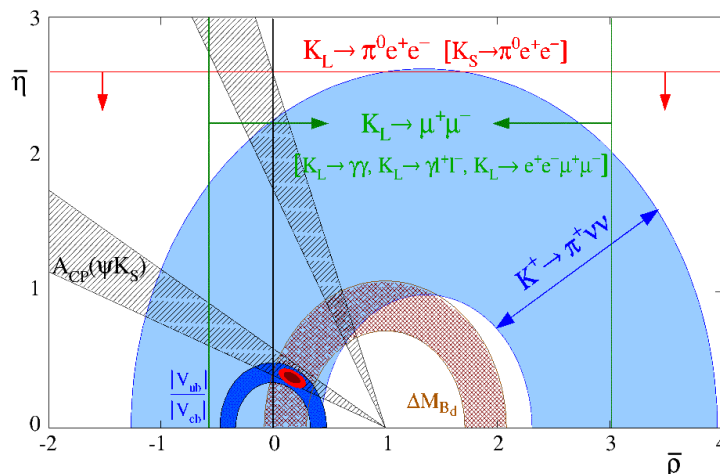 3
η̄
2
1
0
K_L → π⁰e⁺e⁻ [K_S → π⁰e⁺e⁻]
K_L → μ⁺μ⁻
[K_L → γγ, K_L → γl⁺l⁻, K_L → e⁺e⁻μ⁺μ⁻]
K⁺ → π⁺νν
A_CP(ψK_S)
|V_ub|
|V_cb|
ΔM_B_d
-2 -1 0 1 2 3 4
ρ̄